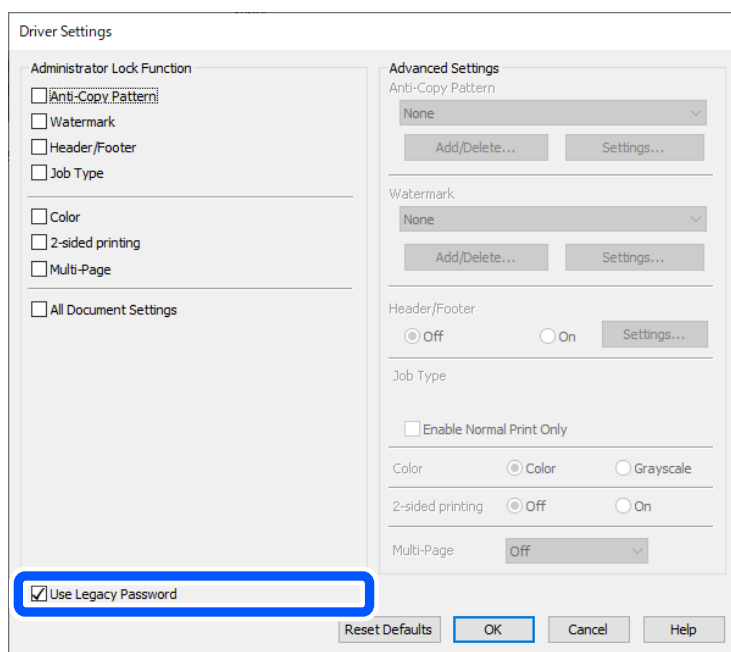 Driver Settings
Administrator Lock Function
Anti-Copy Pattern
Watermark
Header/Footer
Job Type
Color
2-sided printing
Multi-Page
All Document Settings
Use Legacy Password
Advanced Settings
Anti-Copy Pattern
None
Add/Delete... Settings...
Watermark
None
Add/Delete... Settings...
Header/Footer
Off On Settings...
Job Type
Enable Normal Print Only
Color Color Grayscale
2-sided printing Off On
Multi-Page Off
Reset Defaults OK Cancel Help